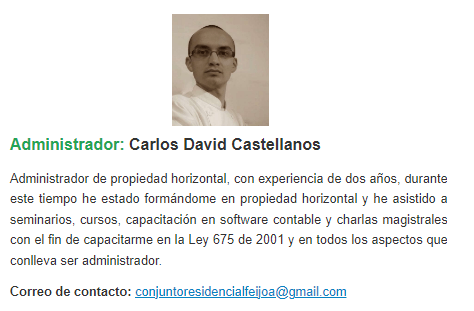 Administrador: Carlos David Castellanos
Administrador de propiedad horizontal, con experiencia de dos años, durante
este tiempo he estado formándome en propiedad horizontal y he asistido a
seminarios, cursos, capacitación en software contable y charlas magistrales
con el fin de capacitarme en la Ley 675 de 2001 y en todos los aspectos que
conlleva ser administrador.
Correo de contacto: conjuntoresidencialfeijoa@gmail.com